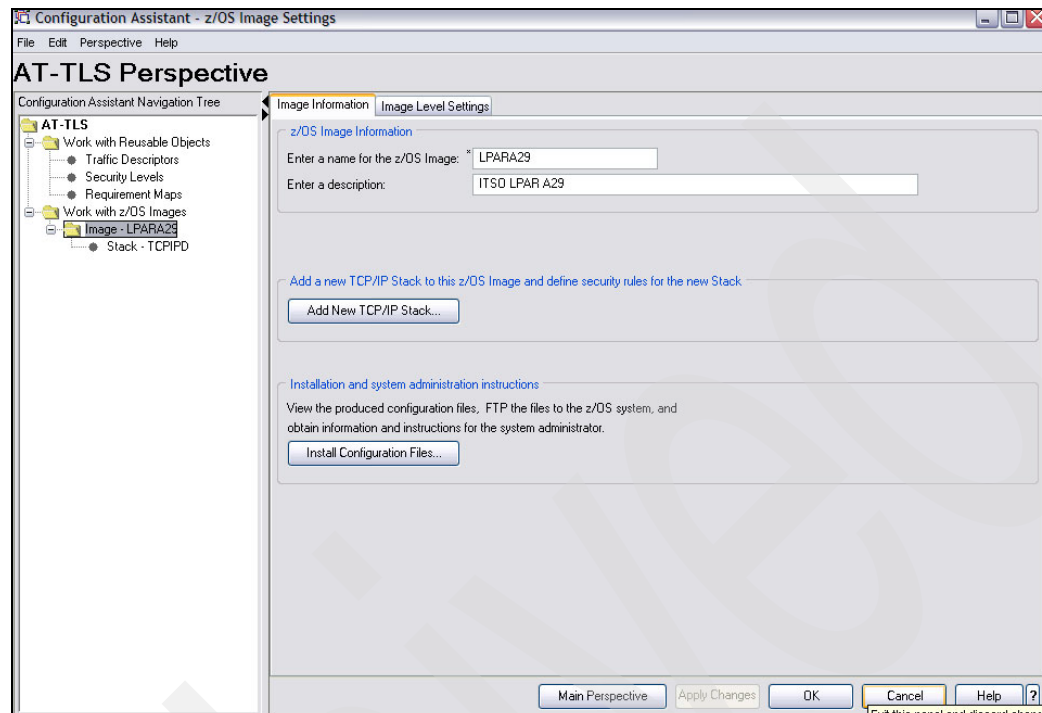 Configuration Assistant - z/OS Image Settings
File Edit Perspective Help
AT-TLS Perspective
Configuration Assistant Navigation Tree
AT-TLS
Work with Reusable Objects
Traffic Descriptors
Security Levels
Requirement Maps
Work with z/OS Images
Image - LPARA29
Stack - TCPIPD
Image Information Image Level Settings
z/OS Image Information
Enter a name for the z/OS Image: * LPARA29
Enter a description: ITSO LPAR A29
Add a new TCP/IP Stack to this z/OS Image and define security rules for the new Stack
Add New TCP/IP Stack...
Installation and system administration instructions
View the produced configuration files, FTP the files to the z/OS system, and
obtain information and instructions for the system administrator.
Install Configuration Files...
Main Perspective Apply Changes OK Cancel Help ?
Exit this panel and discard